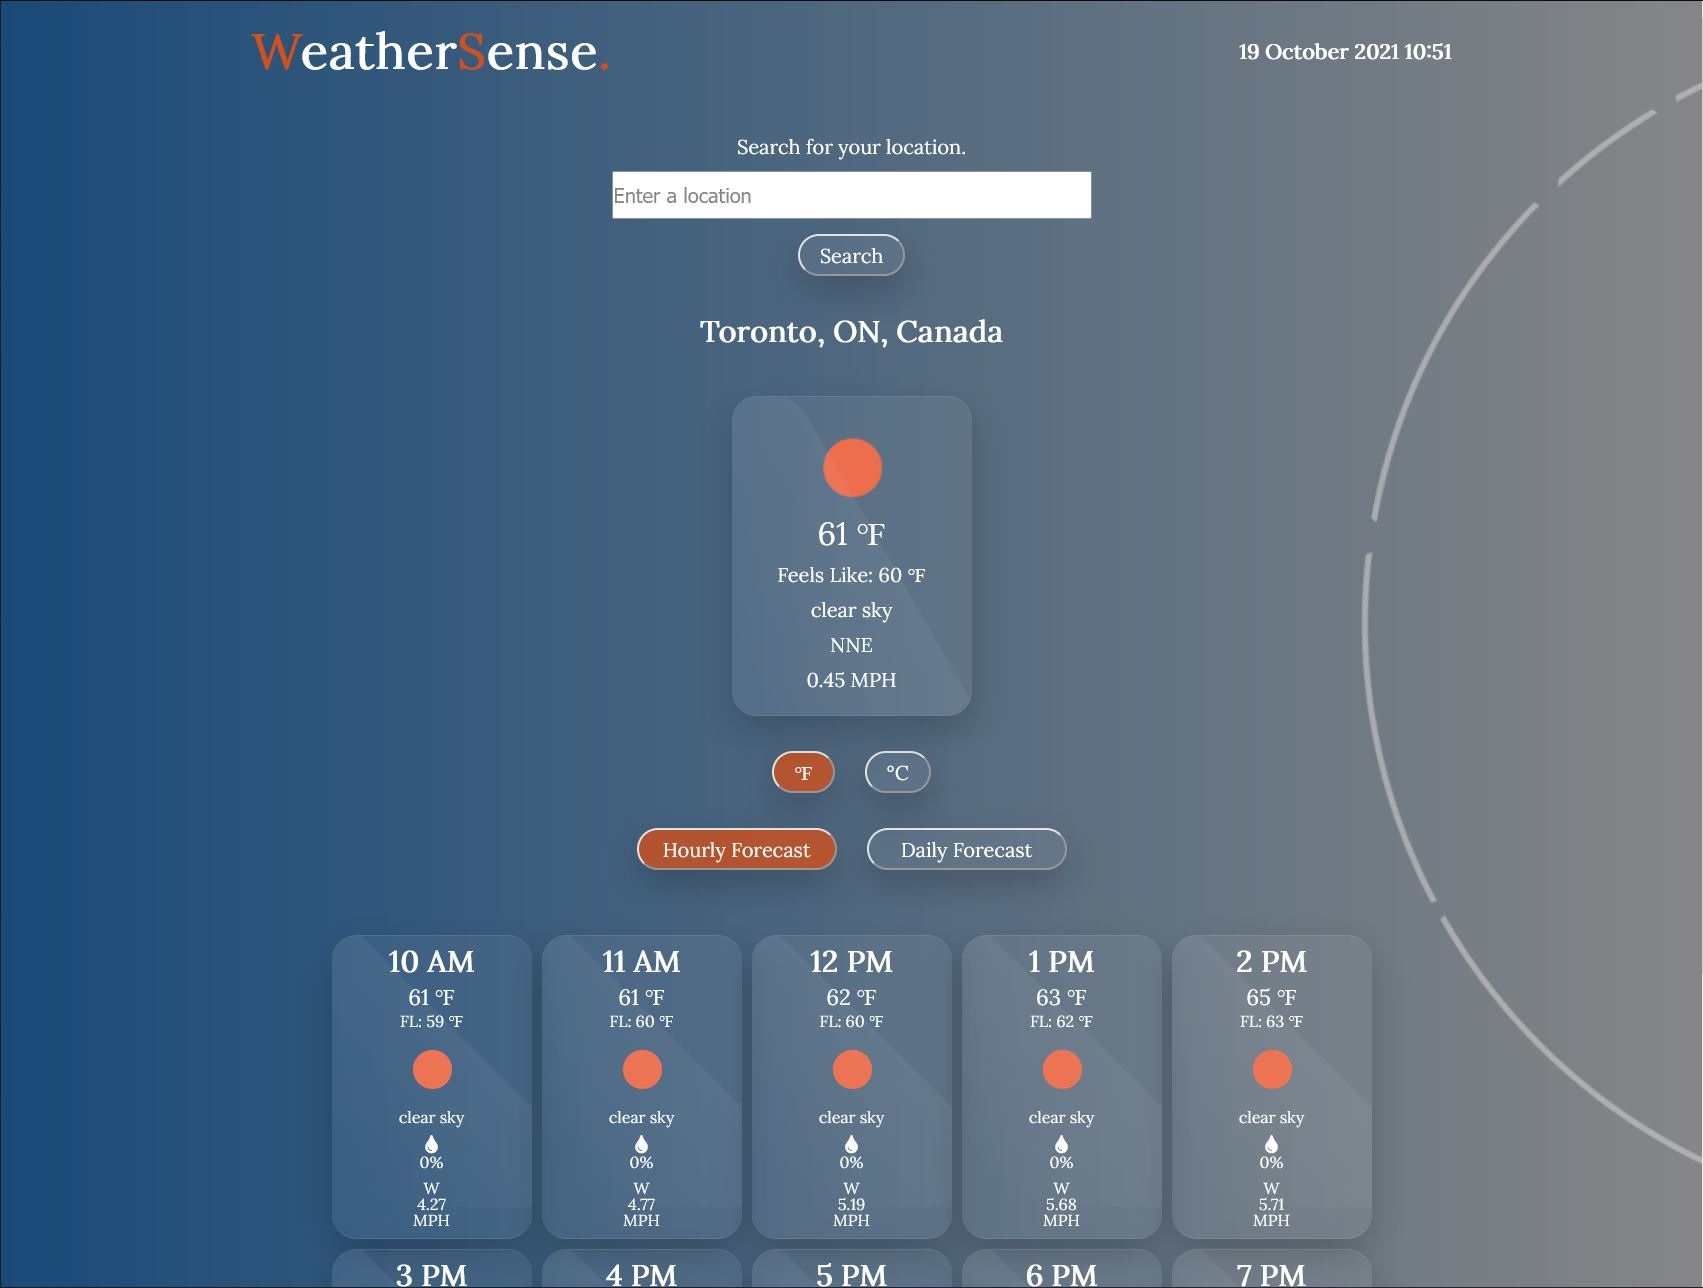 WeatherSense.
19 October 2021 10:51
Search for your location.
Enter a location
Search
Toronto, ON, Canada
61 °F
Feels Like: 60 °F
clear sky
NNE
0.45 MPH
°F
°C
Hourly Forecast
Daily Forecast
10 AM
61 °F
FL: 59 °F
clear sky
0%
W
4.27
MPH
11 AM
61 °F
FL: 60 °F
clear sky
0%
W
4.77
MPH
12 PM
62 °F
FL: 60 °F
clear sky
0%
W
5.19
MPH
1 PM
63 °F
FL: 62 °F
clear sky
0%
W
5.68
MPH
2 PM
65 °F
FL: 63 °F
clear sky
0%
W
5.71
MPH
3 PM
4 PM
5 PM
6 PM
7 PM